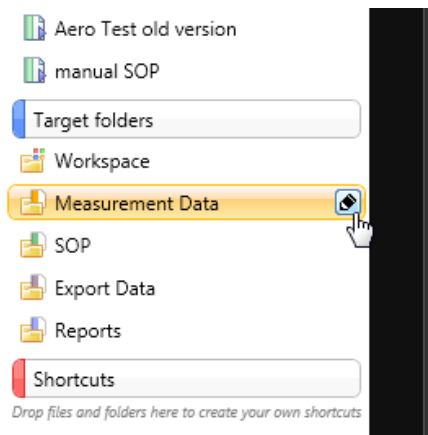 Aero Test old version
manual SOP
Target folders
Workspace
Measurement Data
SOP
Export Data
Reports
Shortcuts
Drop files and folders here to create your own shortcuts